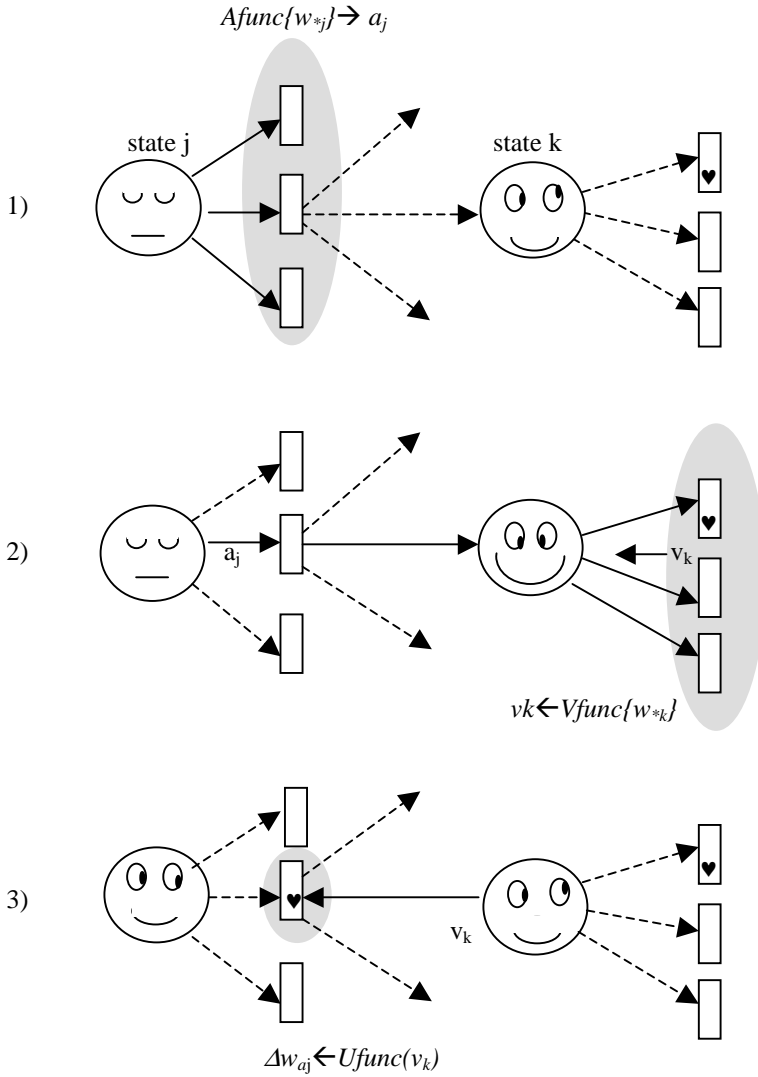 Afunc{w*j}→ aj
state j
state k
1)
♥
2)
aj
♥
vk
vk←Vfunc{w*k}
3)
♥
♥
vk
Δwaj←Ufunc(vk)